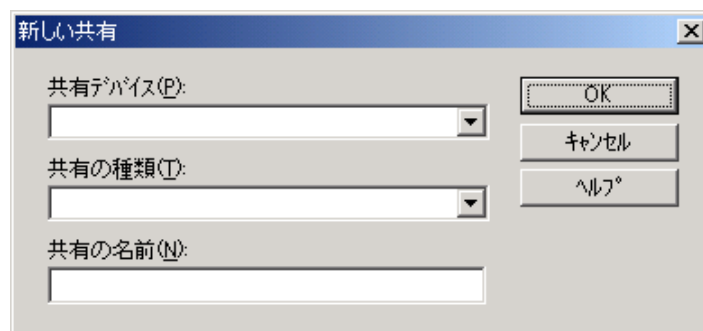 新しい共有
共有ﾃﾞﾊﾞｲｽ(P):
OK
ｷｬﾝｾﾙ
共有の種類(T):
ﾍﾙﾌﾟ
共有の名前(N):